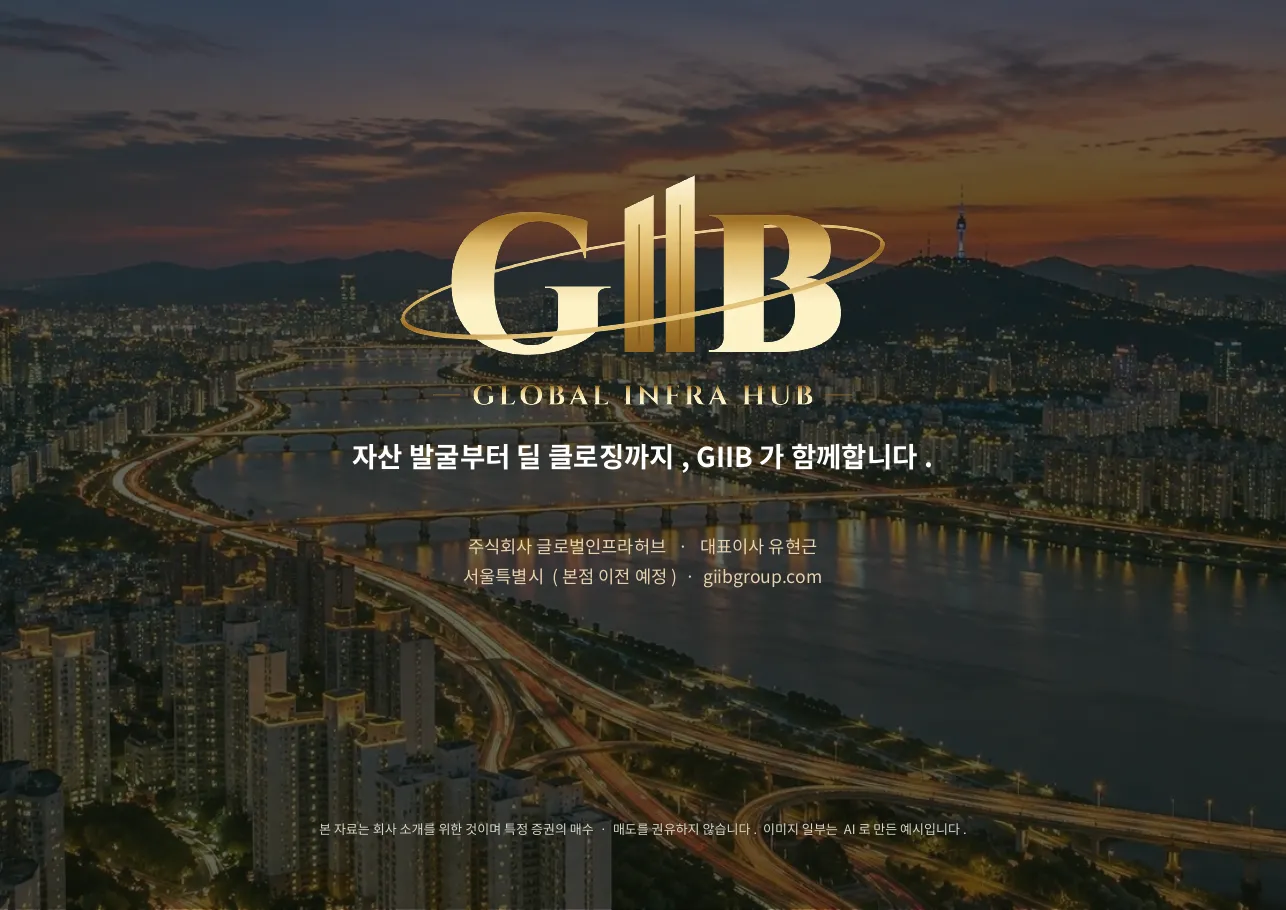 GIIB
GLOBAL INFRA HUB
자산 발굴부터 딜 클로징까지 , GIIB 가 함께합니다 .
주식회사 글로벌인프라허브 · 대표이사 유현근
서울특별시 ( 본점 이전 예정 ) · giibgroup.com
본 자료는 회사 소개를 위한 것이며 특정 증권의 매수 · 매도를 권유하지 않습니다 . 이미지 일부는 AI 로 만든 예시입니다 .